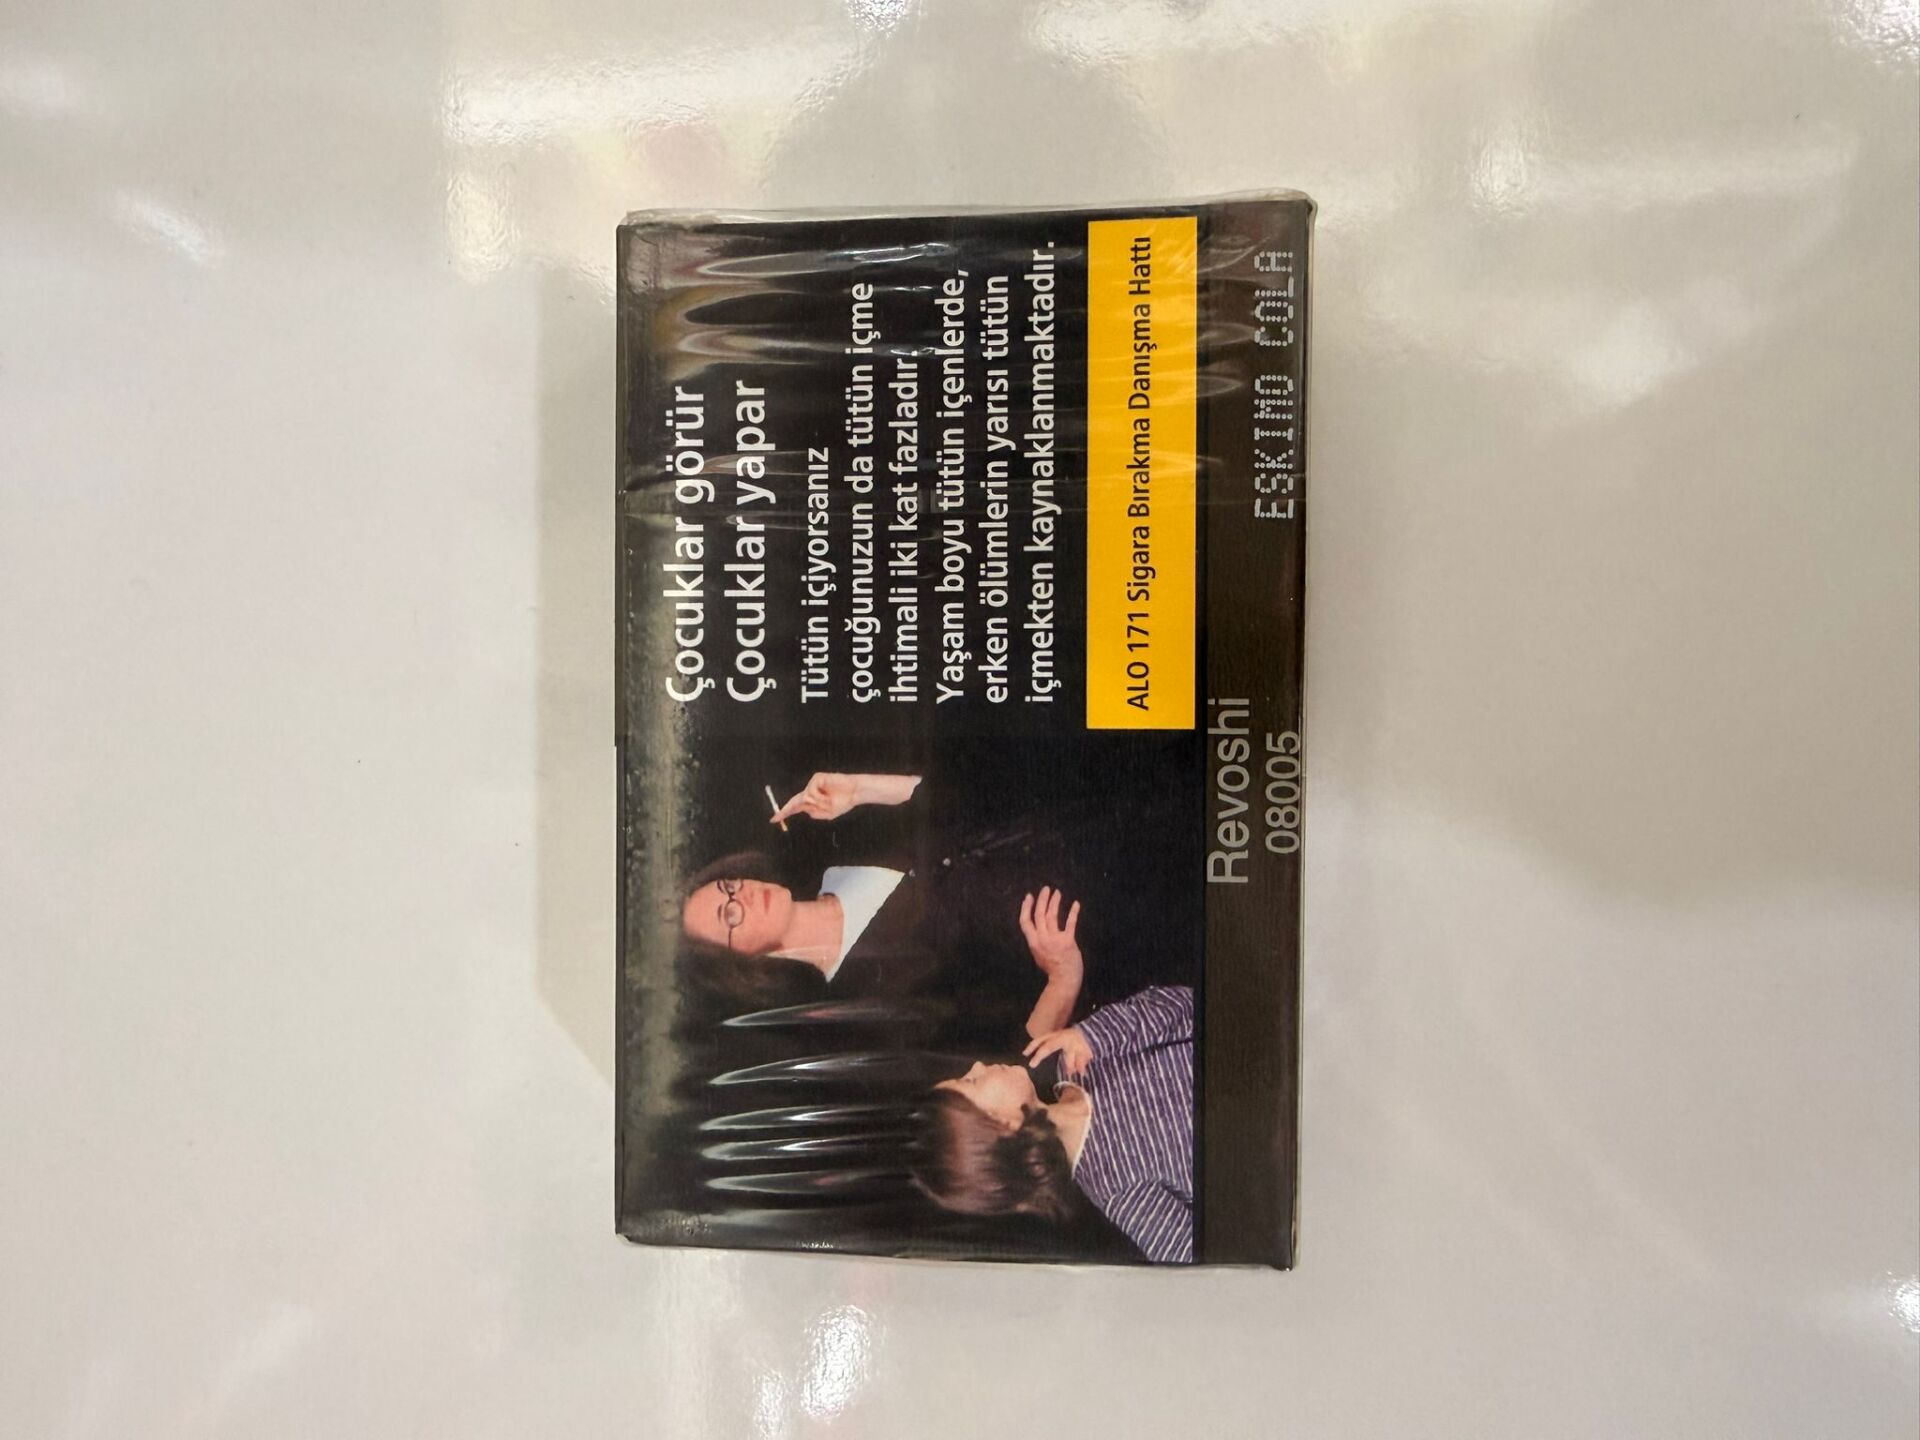 Çocuklar görür
Çocuklar yapar
Tütün içiyorsanız
çocuğunuzun da tütün içme
ihtimali iki kat fazladır.
Yaşam boyu tütün içenlerde,
erken ölümlerin yarısı tütün
içmekten kaynaklanmaktadır.
ALO 171 Sigara Bırakma Danışma Hattı
Revoshi
08005
ESKIMO COLA